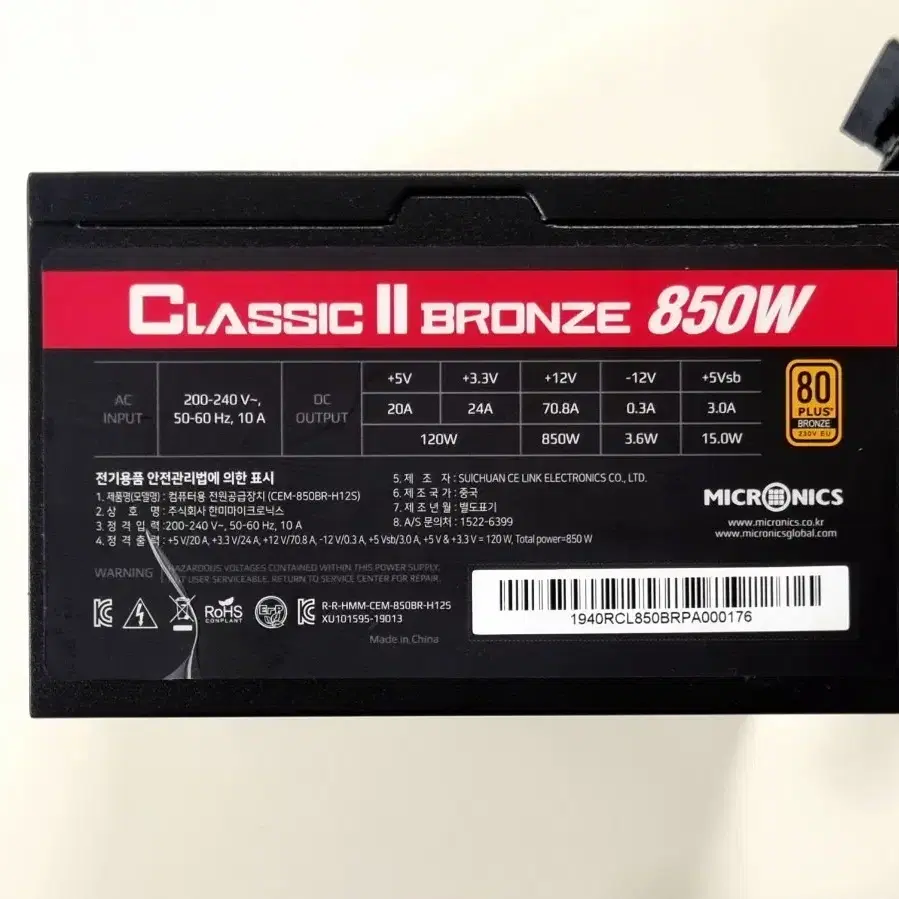 CLASSIC II BRONZE 850W
AC INPUT 200-240 V~, 50-60 Hz, 10 A DC OUTPUT
+5V +3.3V +12V -12V +5Vsb
20A 24A 70.8A 0.3A 3.0A
120W 850W 3.6W 15.0W
80 PLUS BRONZE 230V EU
전기용품 안전관리법에 의한 표시
1. 제품명(모델명) : 컴퓨터용 전원공급장치 (CEM-850BR-H12S)
2. 상 호 명 : 주식회사 한미마이크로닉스
3. 정 격 입 력 :200-240 V~, 50-60 Hz, 10 A
4. 정 격 출 력 : +5 V/20 A, +3.3 V/24 A, +12 V/70.8 A, -12 V/0.3 A, +5 Vsb/3.0 A, +5 V & +3.3 V = 120 W, Total power=850 W
5. 제 조 자 : SUICHUAN CE LINK ELECTRONICS CO., LTD.
6. 제 조 국 가 : 중국
7. 제 조 년 월 : 별도표기
8. A/S 문의처 : 1522-6399
MICRONICS
www.micronics.co.kr
www.micronicsglobal.com
WARNING HAZARDOUS VOLTAGES CONTAINED WITHIN THIS POWER SUPPLY,
NOT USER SERVICEABLE. RETURN TO SERVICE CENTER FOR REPAIR.
RoHS COMPLIANT
ErP
R-R-HMM-CEM-850BR-H12S
XU101595-19013
Made in China
1940RCL850BRPA000176